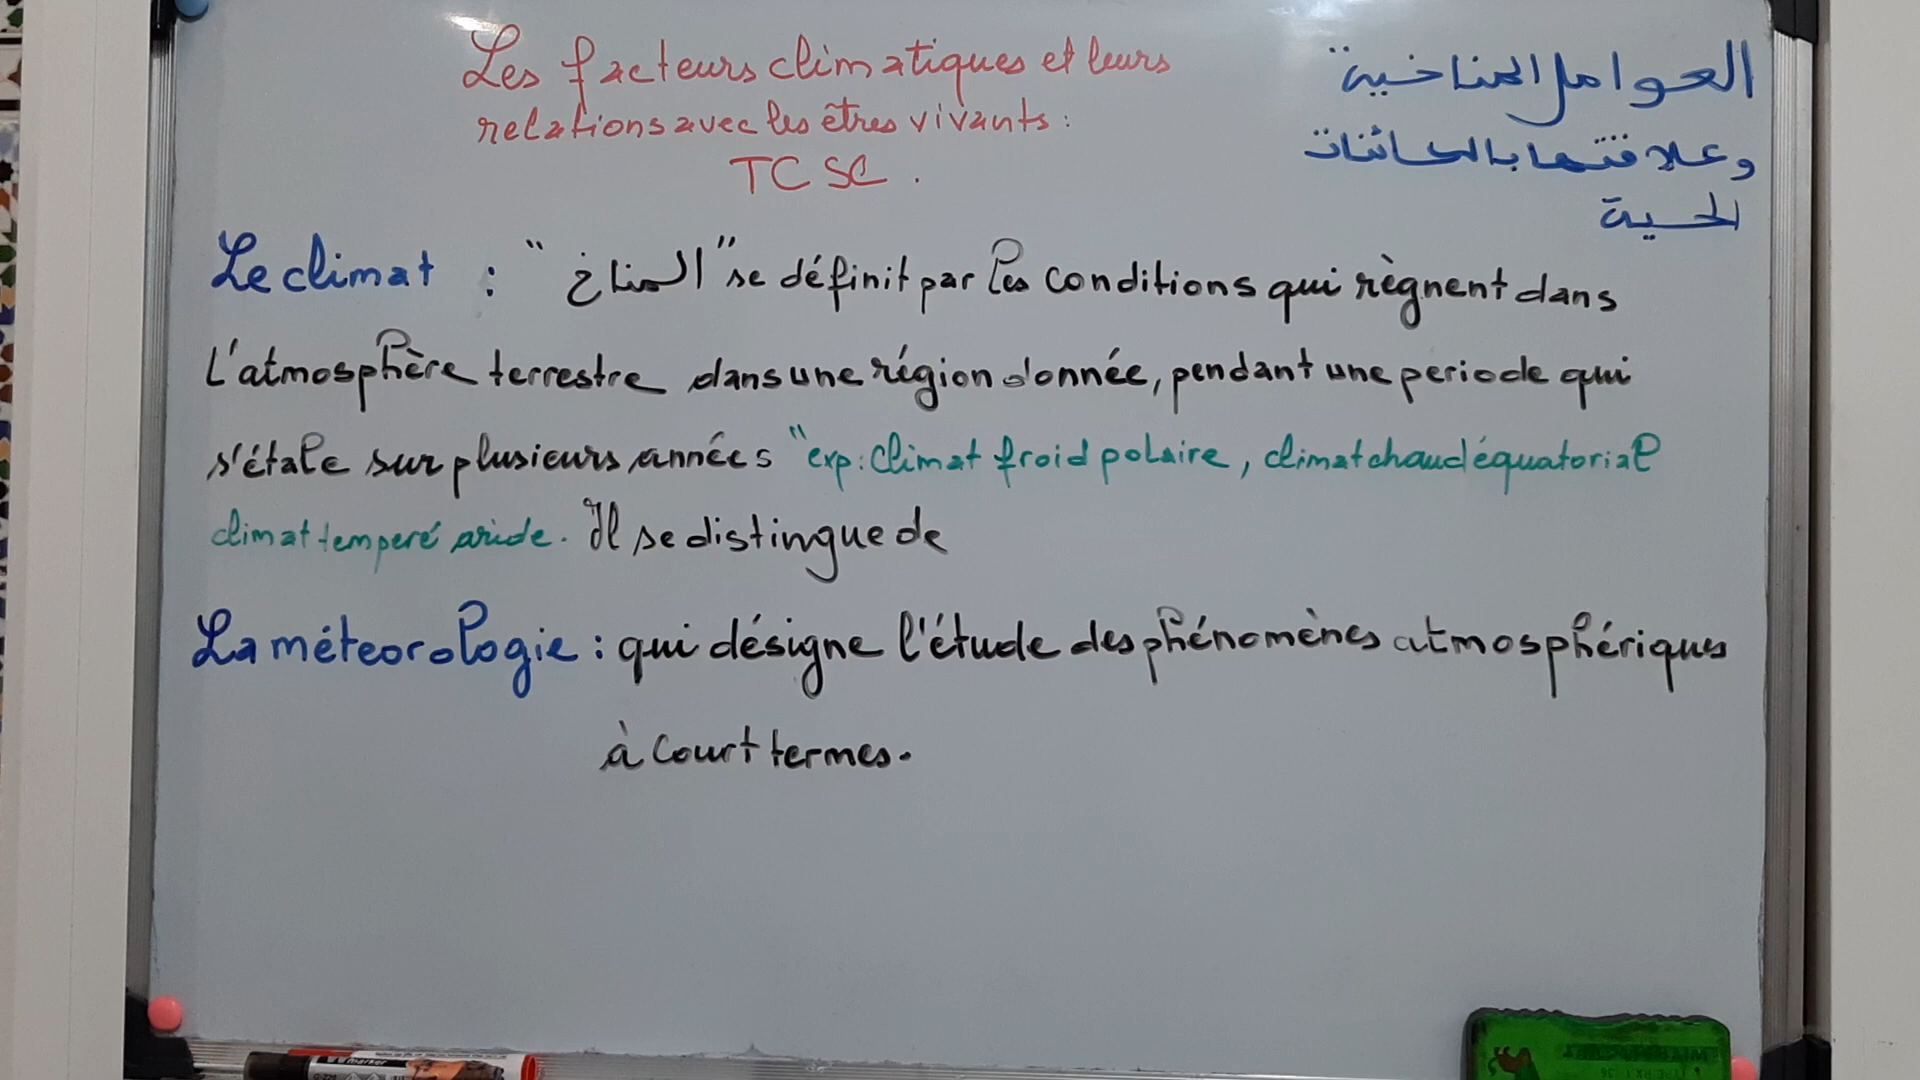 Les facteurs climatiques et leurs
relations avec les êtres vivants :
TC SC .
العوامل المناخية
وعلاقتها بالكائنات
الحية
Le climat : "المناخ" se définit par les conditions qui règnent dans
l'atmosphère terrestre dans une région donnée, pendant une periode qui
s'étale sur plusieurs années "exp: climat froid polaire, climat chaud équatorial
climat temperé aride. Il se distingue de
La méteorologie : qui désigne l'étude des phénomènes atmosphériques
à court termes.
marker